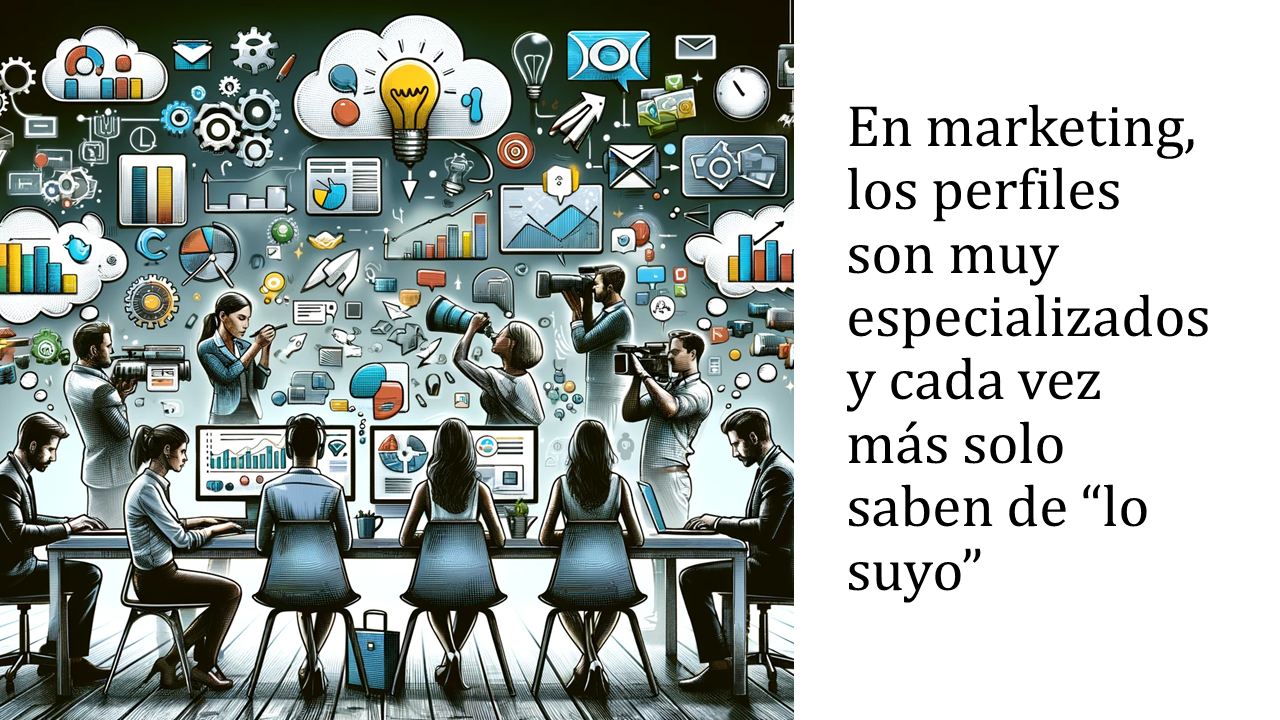 En marketing,
los perfiles
son muy
especializados
y cada vez
más solo
saben de “lo
suyo”